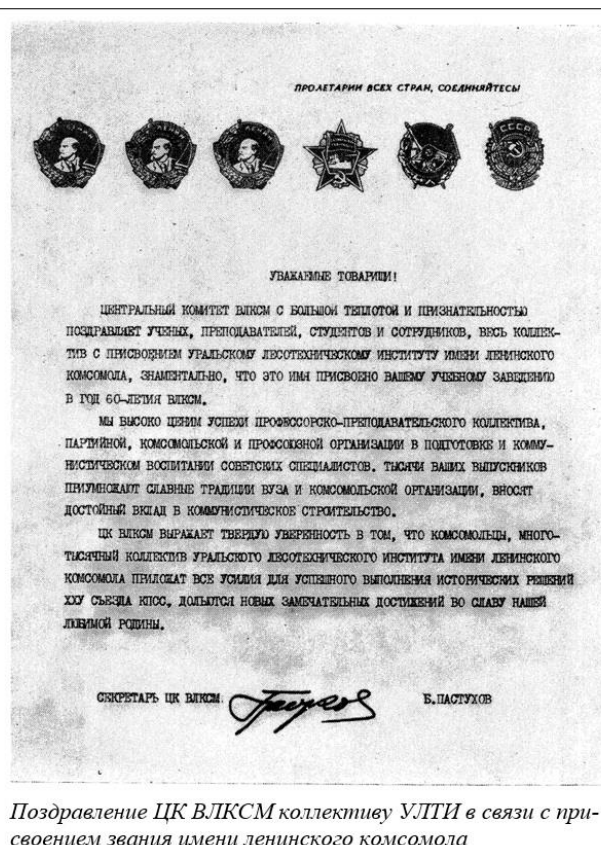 ПРОЛЕТАРИИ ВСЕХ СТРАН, СОЕДИНЯЙТЕСЬ!
СССР
УВАЖАЕМЫЕ ТОВАРИЩИ!
ЦЕНТРАЛЬНЫЙ КОМИТЕТ ВЛКСМ С БОЛЬШОЙ ТЕПЛОТОЙ И ПРИЗНАТЕЛЬНОСТЬЮ
ПОЗДРАВЛЯЕТ УЧЕНЫХ, ПРЕПОДАВАТЕЛЕЙ, СТУДЕНТОВ И СОТРУДНИКОВ, ВЕСЬ КОЛЛЕК-
ТИВ С ПРИСВОЕНИЕМ УРАЛЬСКОМУ ЛЕСОТЕХНИЧЕСКОМУ ИНСТИТУТУ ИМЕНИ ЛЕНИНСКОГО
КОМСОМОЛА, ЗНАМЕНТАЛЬНО, ЧТО ЭТО ИМЯ ПРИСВОЕНО ВАШЕМУ УЧЕБНОМУ ЗАВЕДЕНИЮ
В ГОД 60-ЛЕТИЯ ВЛКСМ.
МЫ ВЫСОКО ЦЕНИМ УСПЕХИ ПРОФЕССОРСКО-ПРЕПОДАВАТЕЛЬСКОГО КОЛЛЕКТИВА,
ПАРТИЙНОЙ, КОМСОМОЛЬСКОЙ И ПРОФСОЮЗНОЙ ОРГАНИЗАЦИИ В ПОДГОТОВКЕ И КОММУ-
НИСТИЧЕСКОМ ВОСПИТАНИИ СОВЕТСКИХ СПЕЦИАЛИСТОВ. ТЫСЯЧИ ВАШИХ ВЫПУСКНИКОВ
ПРИУМНОЖАЮТ СЛАВНЫЕ ТРАДИЦИИ ВУЗА И КОМСОМОЛЬСКОЙ ОРГАНИЗАЦИИ, ВНОСЯТ
ДОСТОЙНЫЙ ВКЛАД В КОММУНИСТИЧЕСКОЕ СТРОИТЕЛЬСТВО.
ЦК ВЛКСМ ВЫРАЖАЕТ ТВЕРДУЮ УВЕРЕННОСТЬ В ТОМ, ЧТО КОМСОМОЛЬЦЫ, МНОГО-
ТЫСЯЧНЫЙ КОЛЛЕКТИВ УРАЛЬСКОГО ЛЕСОТЕХНИЧЕСКОГО ИНСТИТУТА ИМЕНИ ЛЕНИНСКОГО
КОМСОМОЛА ПРИЛОЖАТ ВСЕ УСИЛИЯ ДЛЯ УСПЕШНОГО ВЫПОЛНЕНИЯ ИСТОРИЧЕСКИХ РЕШЕНИЙ
ХХУ СЪЕЗДА КПСС, ДОБЬЮТСЯ НОВЫХ ЗАМЕЧАТЕЛЬНЫХ ДОСТИЖЕНИЙ ВО СЛАВУ НАШЕЙ
ЛЮБИМОЙ РОДИНЫ.
СЕКРЕТАРЬ ЦК ВЛКСМ Б.ПАСТУХОВ
Поздравление ЦК ВЛКСМ коллективу УЛТИ в связи с при-
своением звания имени ленинского комсомола